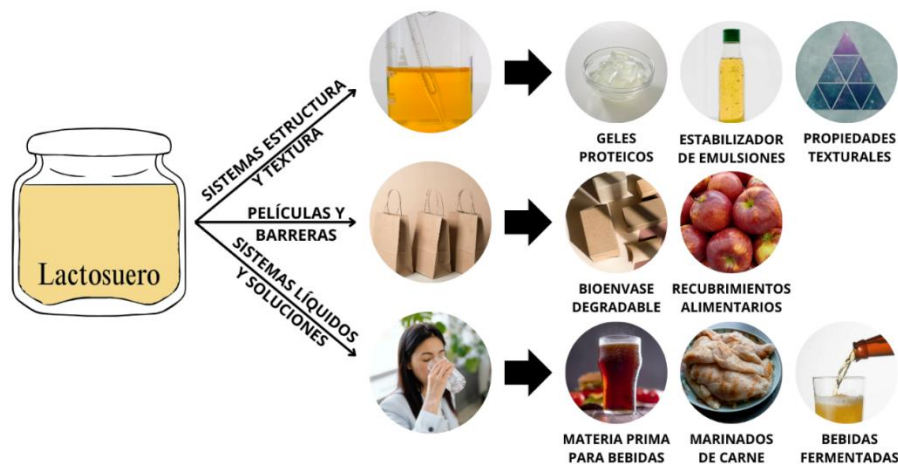 Lactosuero
SISTEMAS ESTRUCTURA
Y TEXTURA
PELÍCULAS Y
BARRERAS
SISTEMAS LÍQUIDOS
Y SOLUCIONES
GELES
PROTEICOS
ESTABILIZADOR
DE EMULSIONES
PROPIEDADES
TEXTURALES
BIOENVASE
DEGRADABLE
RECUBRIMIENTOS
ALIMENTARIOS
MATERIA PRIMA
PARA BEBIDAS
MARINADOS
DE CARNE
BEBIDAS
FERMENTADAS